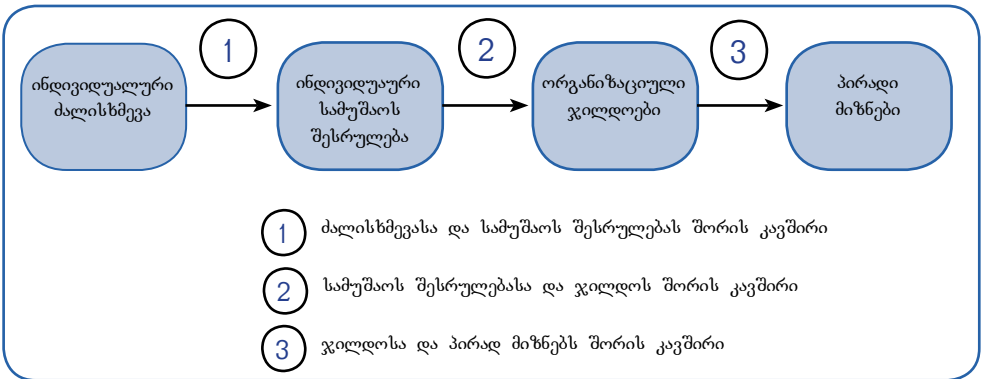 1
2
3
ინდივიდუალური
ძალისხმევა
ინდივიდუაური
სამუშაოს
შესრულება
ორგანიზაციული
ჯილდოები
პირადი
მიზნები
1 ძალისხმევასა და სამუშაოს შესრულებას შორის კავშირი
2 სამუშაოს შესრულებასა და ჯილდოს შორის კავშირი
3 ჯილდოსა და პირად მიზნებს შორის კავშირი